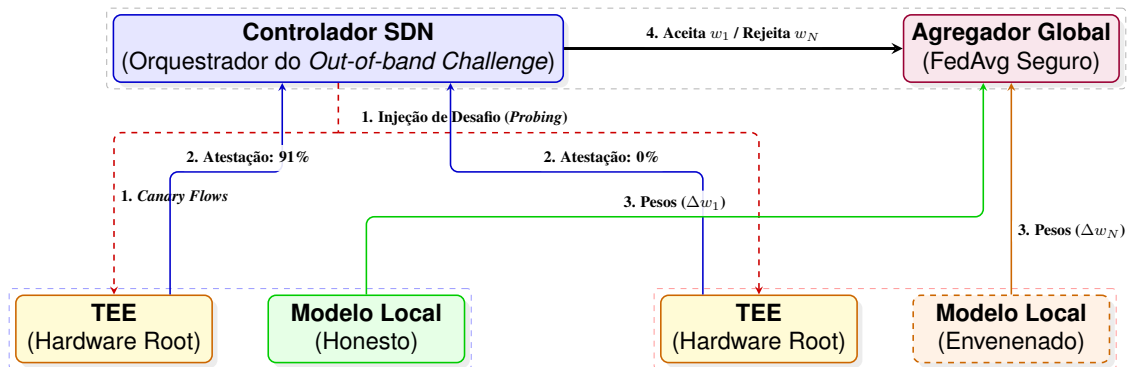 Controlador SDN
(Orquestrador do Out-of-band Challenge)
4. Aceita w₁ / Rejeita w_N
Agregador Global
(FedAvg Seguro)
1. Injeção de Desafio (Probing)
2. Atestação: 91%
2. Atestação: 0%
1. Canary Flows
3. Pesos (Δw₁)
3. Pesos (Δw_N)
TEE
(Hardware Root)
Modelo Local
(Honesto)
TEE
(Hardware Root)
Modelo Local
(Envenenado)